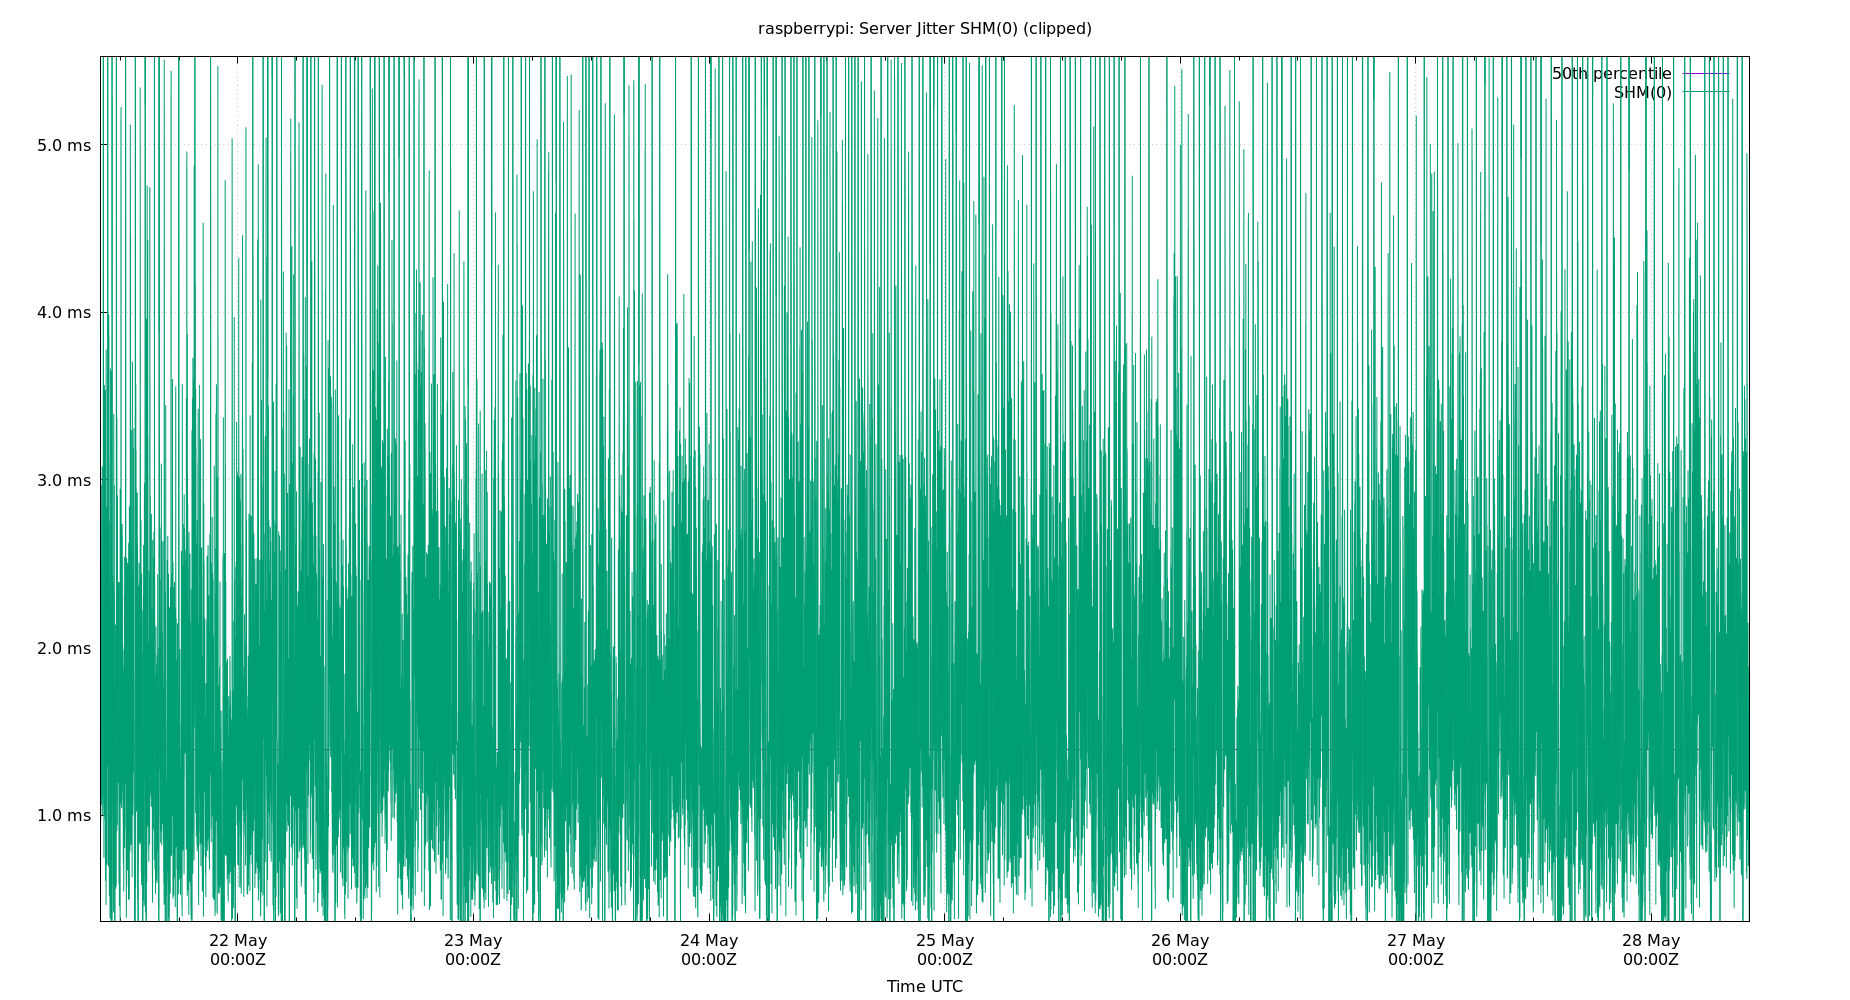 raspberrypi: Server Jitter SHM(0) (clipped)
50th percentile
SHM(0)
5.0 ms
4.0 ms
3.0 ms
2.0 ms
1.0 ms
22 May 23 May 24 May 25 May 26 May 27 May 28 May
00:00Z 00:00Z 00:00Z 00:00Z 00:00Z 00:00Z 00:00Z
Time UTC